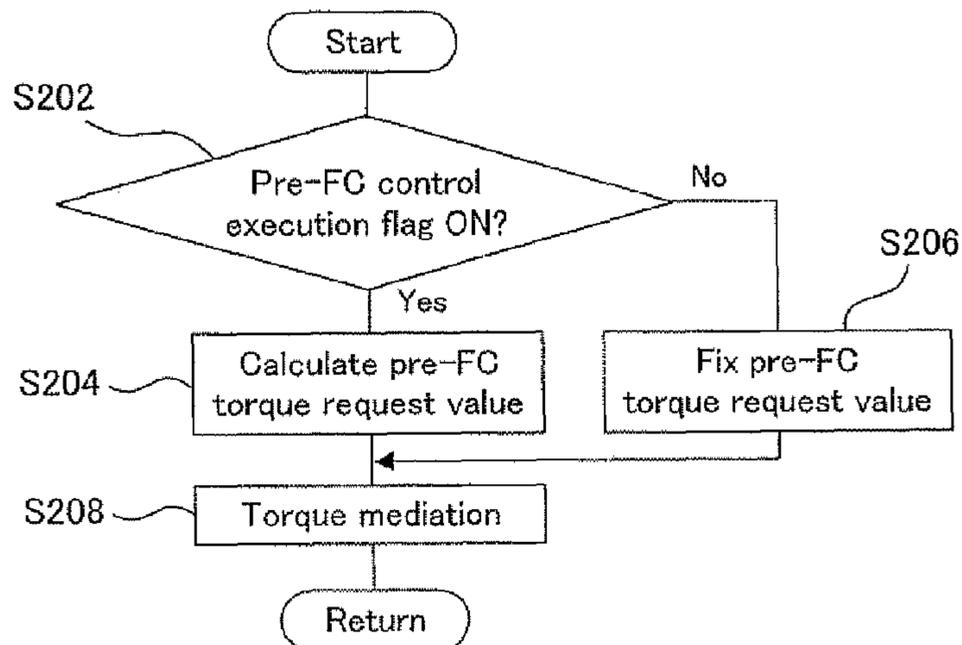 Start
S202
Pre-FC control
execution flag ON?
No
S206
Yes
S204
Calculate pre-FC
torque request value
Fix pre-FC
torque request value
S208
Torque mediation
Return